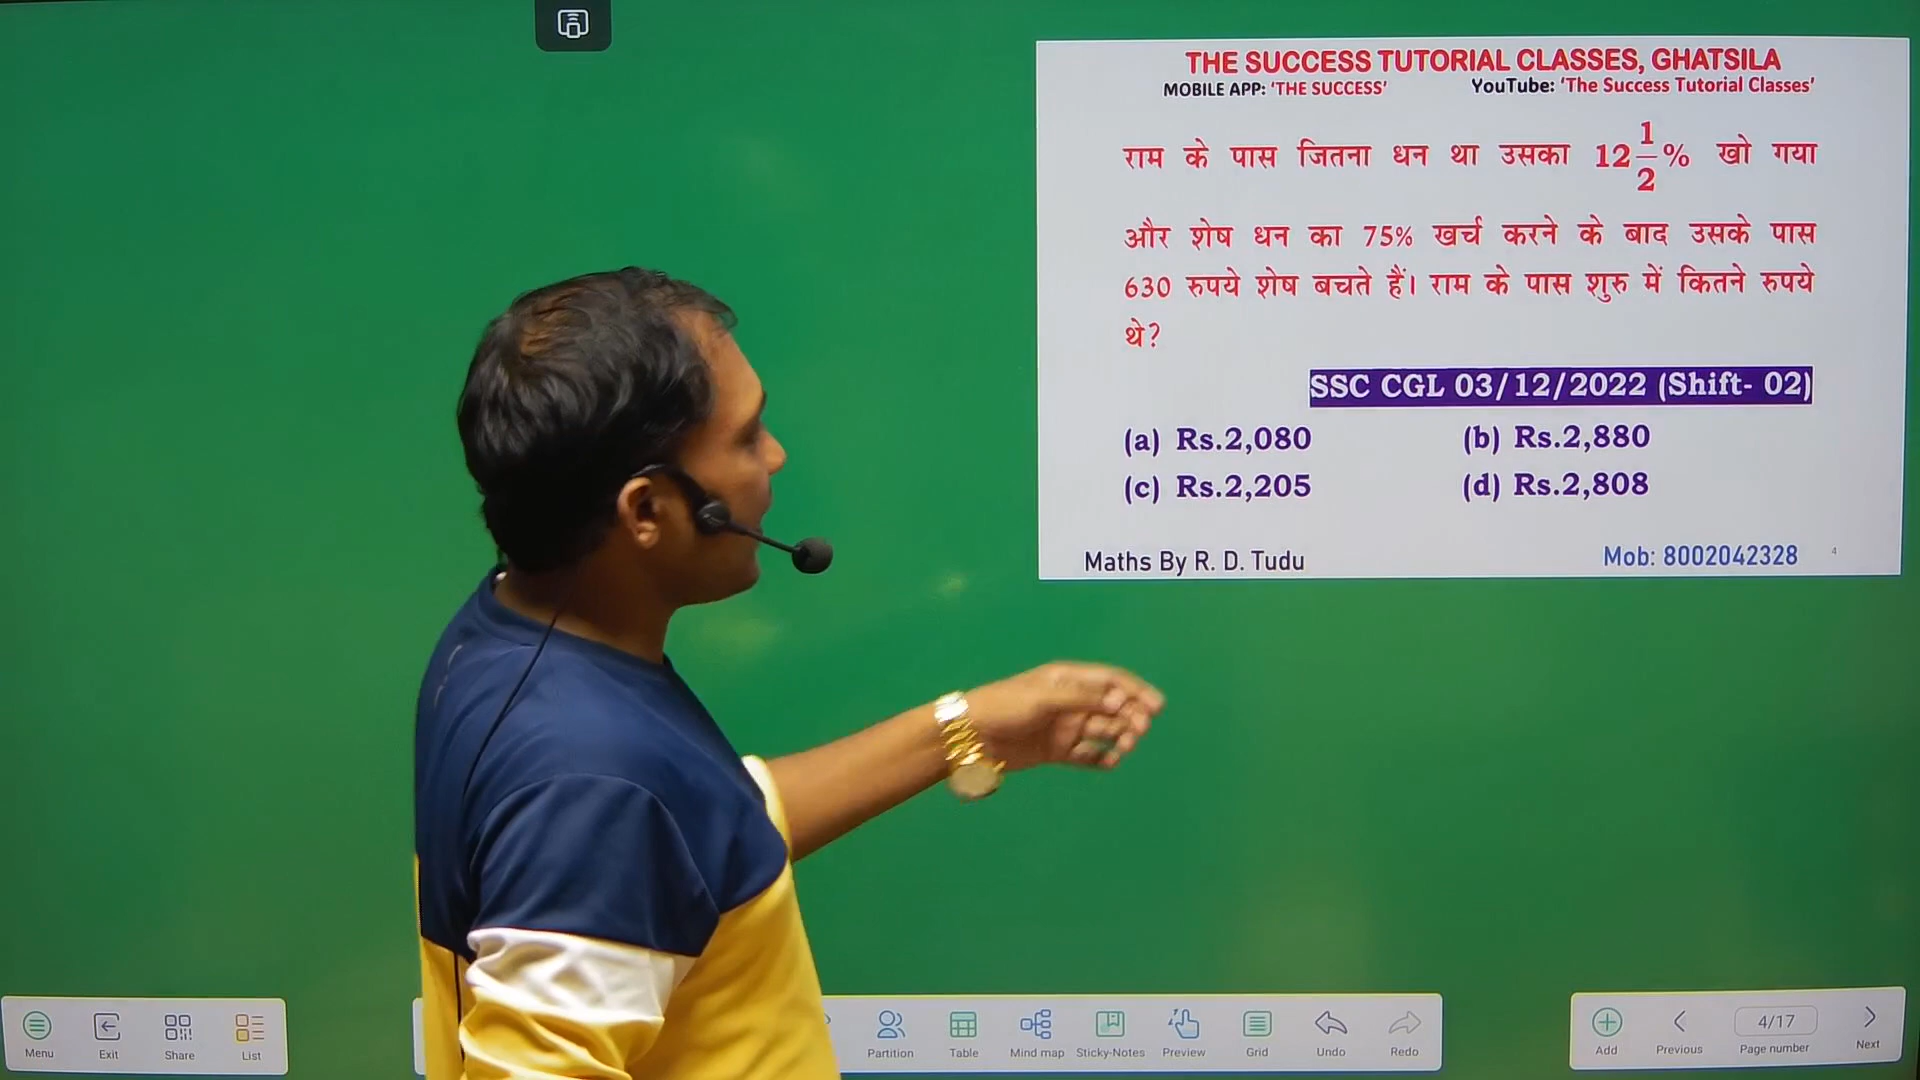 THE SUCCESS TUTORIAL CLASSES, GHATSILA
MOBILE APP: 'THE SUCCESS' YouTube: 'The Success Tutorial Classes'
राम के पास जितना धन था उसका 12 1/2 % खो गया
और शेष धन का 75% खर्च करने के बाद उसके पास
630 रुपये शेष बचते हैं। राम के पास शुरु में कितने रुपये
थे?
SSC CGL 03/12/2022 (Shift- 02)
(a) Rs.2,080 (b) Rs.2,880
(c) Rs.2,205 (d) Rs.2,808
Maths By R. D. Tudu Mob: 8002042328 4
Menu Exit Share List Partition Table Mind map Sticky-Notes Preview Grid Undo Redo Add Previous 4/17 Page number Next